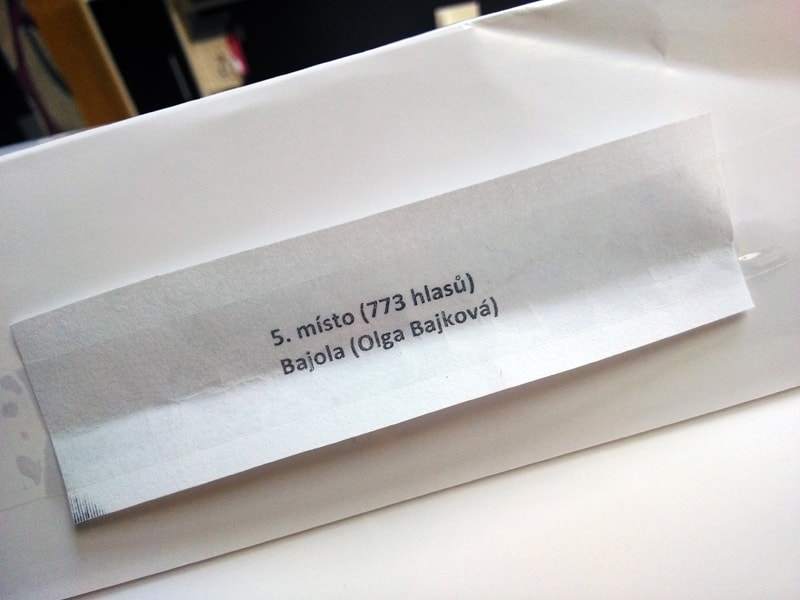 5. místo (773 hlasů)
Bajola (Olga Bajková)